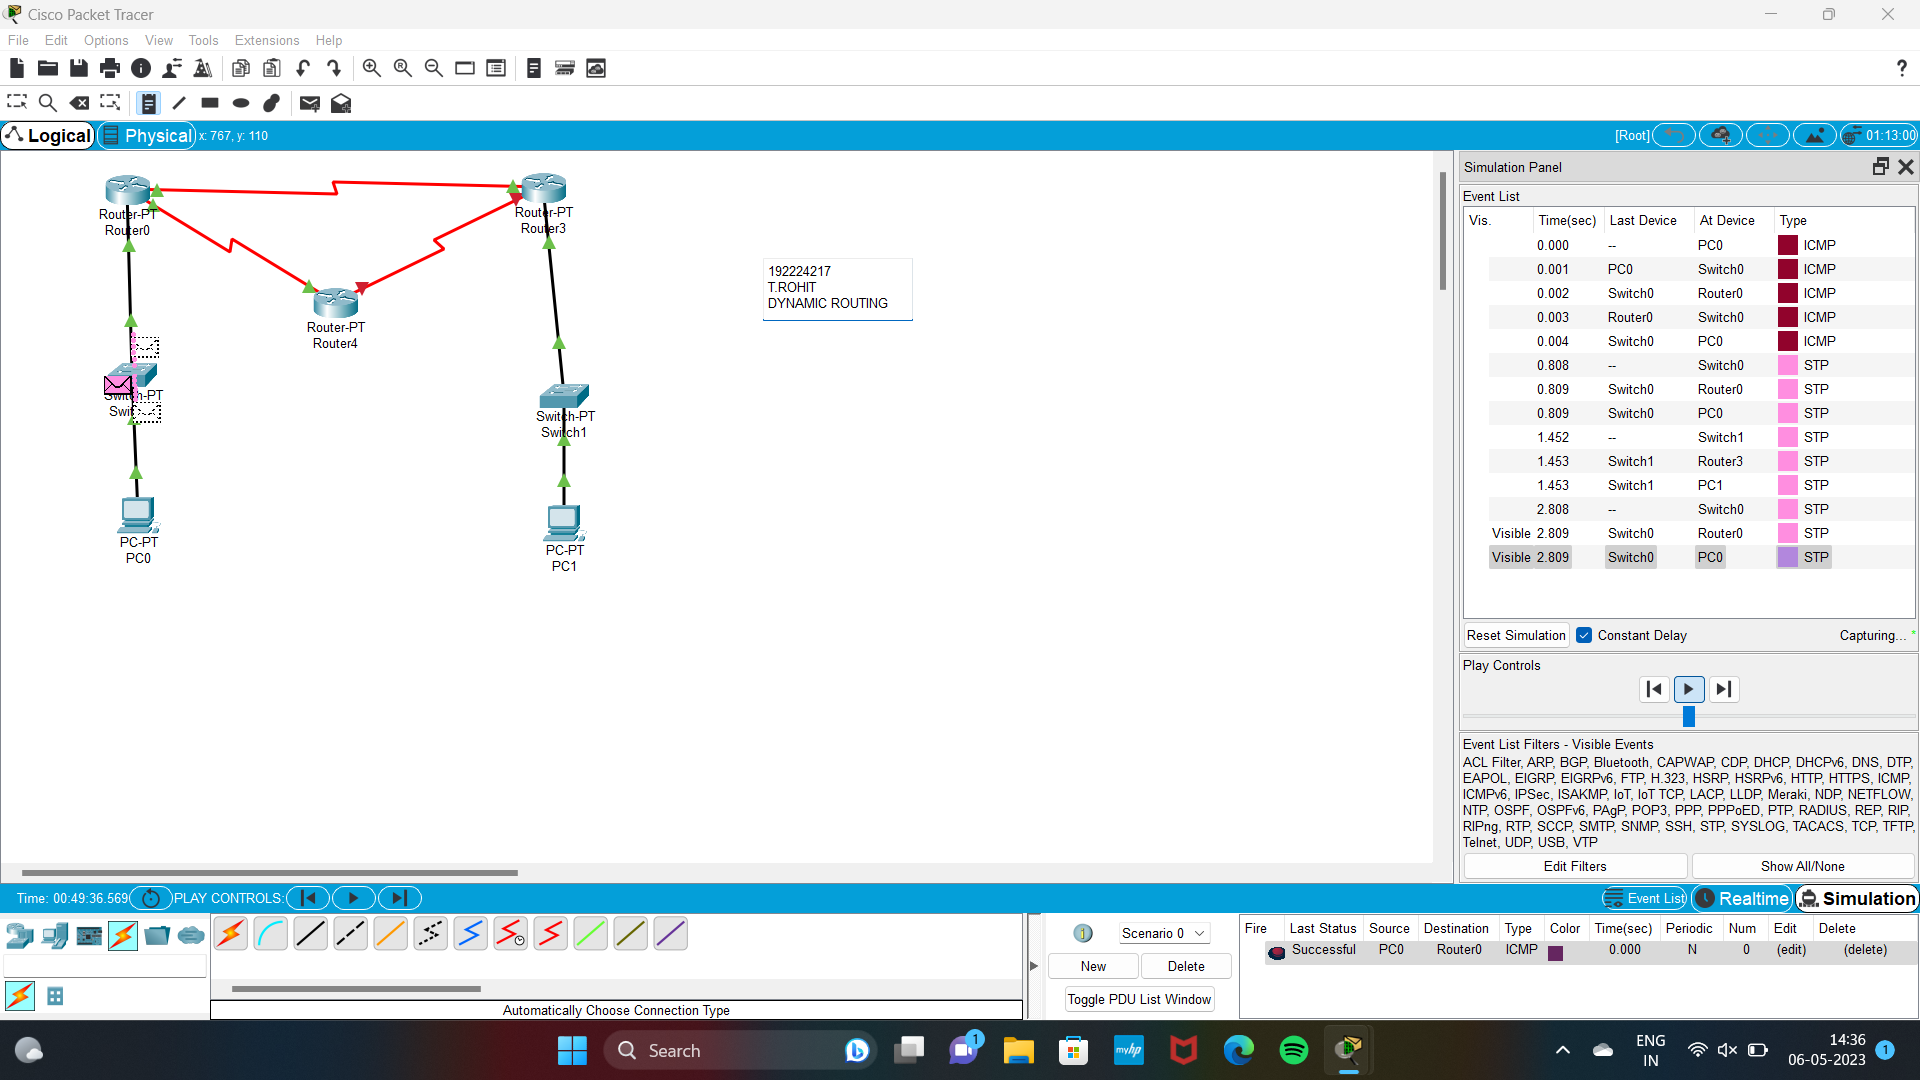 Cisco Packet Tracer
File Edit Options View Tools Extensions Help
Logical Physical x: 767, y: 110 [Root] 01:13:00
Router-PT
Router0
Router-PT
Router3
Router-PT
Router4
192224217
T.ROHIT
DYNAMIC ROUTING
Switch-PT
Swit
Switch-PT
Switch1
PC-PT
PC0
PC-PT
PC1
Simulation Panel
Event List
Vis. Time(sec) Last Device At Device Type
0.000 -- PC0 ICMP
0.001 PC0 Switch0 ICMP
0.002 Switch0 Router0 ICMP
0.003 Router0 Switch0 ICMP
0.004 Switch0 PC0 ICMP
0.808 -- Switch0 STP
0.809 Switch0 Router0 STP
0.809 Switch0 PC0 STP
1.452 -- Switch1 STP
1.453 Switch1 Router3 STP
1.453 Switch1 PC1 STP
2.808 -- Switch0 STP
Visible 2.809 Switch0 Router0 STP
Visible 2.809 Switch0 PC0 STP
Reset Simulation Constant Delay Capturing...
Play Controls
Event List Filters - Visible Events
ACL Filter, ARP, BGP, Bluetooth, CAPWAP, CDP, DHCP, DHCPv6, DNS, DTP,
EAPOL, EIGRP, EIGRPv6, FTP, H.323, HSRP, HSRPv6, HTTP, HTTPS, ICMP,
ICMPv6, IPSec, ISAKMP, IoT, IoT TCP, LACP, LLDP, Meraki, NDP, NETFLOW,
NTP, OSPF, OSPFv6, PAgP, POP3, PPP, PPPoED, PTP, RADIUS, REP, RIP,
RIPng, RTP, SCCP, SMTP, SNMP, SSH, STP, SYSLOG, TACACS, TCP, TFTP,
Telnet, UDP, USB, VTP
Edit Filters Show All/None
Time: 00:49:36.569 PLAY CONTROLS: Event List Realtime Simulation
Automatically Choose Connection Type
Scenario 0
New Delete
Toggle PDU List Window
Fire Last Status Source Destination Type Color Time(sec) Periodic Num Edit Delete
Successful PC0 Router0 ICMP 0.000 N 0 (edit) (delete)
Search
1
myhp
ENG
IN
14:36
06-05-2023
1